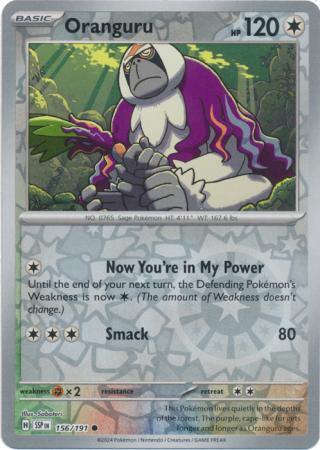 BASIC
Oranguru
HP 120
NO. 0765 Sage Pokémon HT. 4'11" WT. 167.6 lbs
Now You're in My Power
Until the end of your next turn, the Defending Pokémon's
Weakness is now. (The amount of Weakness doesn't
change.)
Smack 80
weakness ×2 resistance retreat
Illus. Saboteri
H SSP EN 156/191
This Pokémon lives quietly in the depths
of the forest. The purple, cape-like fur gets
longer and longer as Oranguru ages.
©2024 Pokémon / Nintendo / Creatures / GAME FREAK